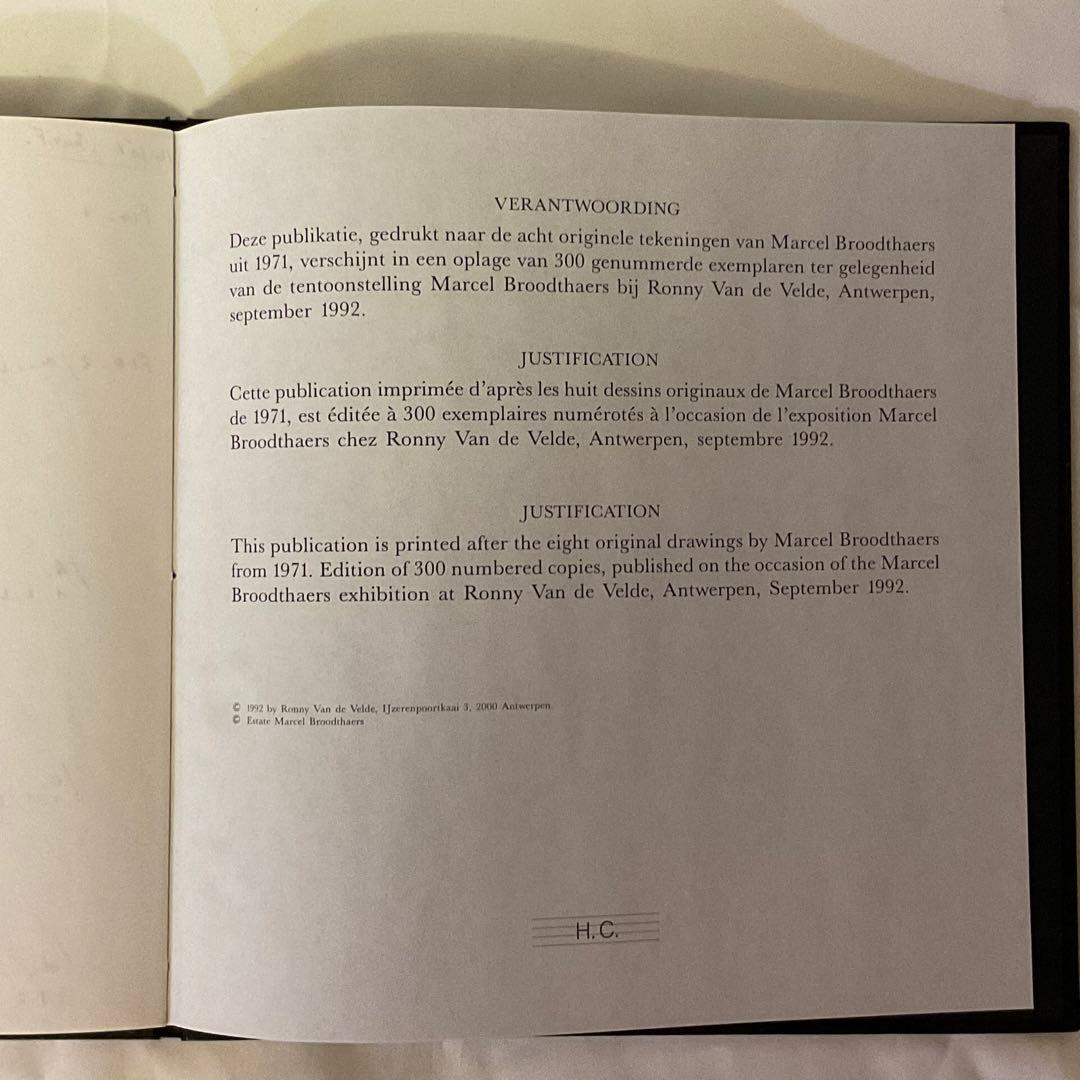 VERANTWOORDING
Deze publikatie, gedrukt naar de acht originele tekeningen van Marcel Broodthaers
uit 1971, verschijnt in een oplage van 300 genummerde exemplaren ter gelegenheid
van de tentoonstelling Marcel Broodthaers bij Ronny Van de Velde, Antwerpen,
september 1992.
JUSTIFICATION
Cette publication imprimée d'après les huit dessins originaux de Marcel Broodthaers
de 1971, est éditée à 300 exemplaires numérotés à l'occasion de l'exposition Marcel
Broodthaers chez Ronny Van de Velde, Antwerpen, septembre 1992.
JUSTIFICATION
This publication is printed after the eight original drawings by Marcel Broodthaers
from 1971. Edition of 300 numbered copies, published on the occasion of the Marcel
Broodthaers exhibition at Ronny Van de Velde, Antwerpen, September 1992.
© 1992 by Ronny Van de Velde, IJzerenpoortkaai 3, 2000 Antwerpen.
© Estate Marcel Broodthaers
H.C.